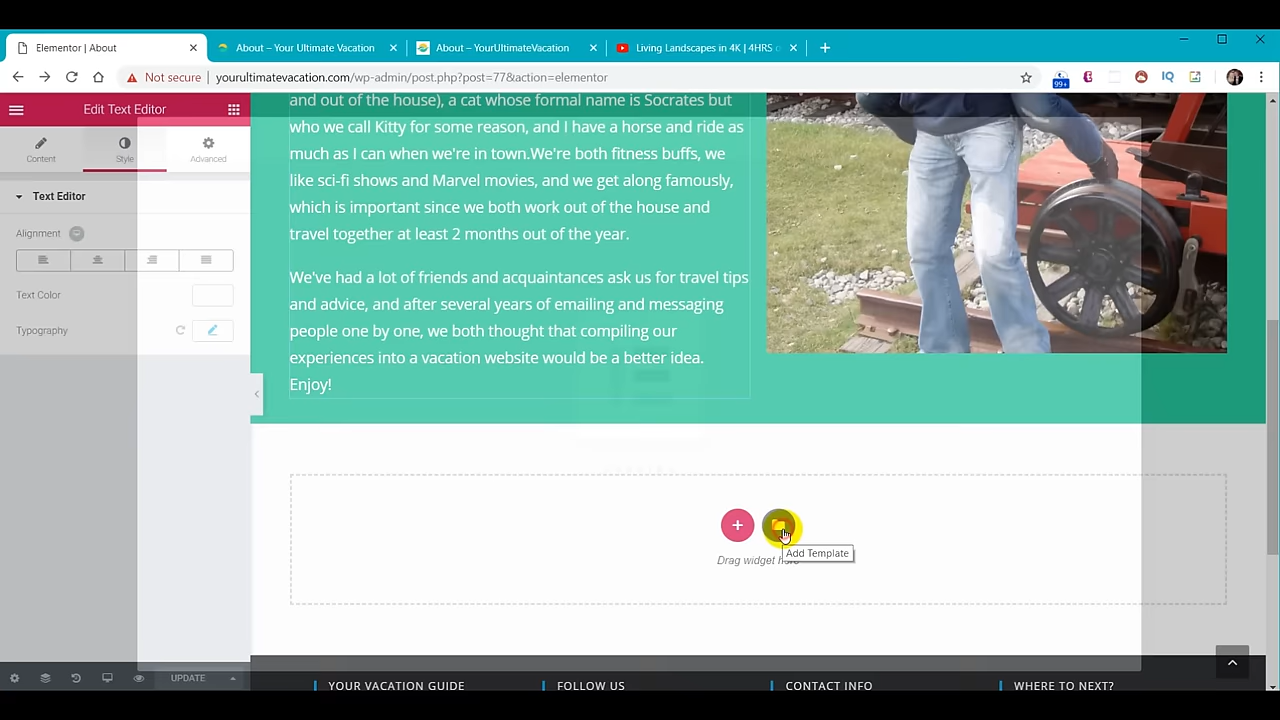 Elementor | About
About – Your Ultimate Vacation
About – YourUltimateVacation
Living Landscapes in 4K | 4HRS
Not secure
yourultimatevacation.com/wp-admin/post.php?post=77&action=elementor
99+
IQ
Edit Text Editor
Content
Style
Advanced
Text Editor
Alignment
Text Color
Typography
UPDATE
and out of the house), a cat whose formal name is Socrates but
who we call Kitty for some reason, and I have a horse and ride as
much as I can when we're in town.We're both fitness buffs, we
like sci-fi shows and Marvel movies, and we get along famously,
which is important since we both work out of the house and
travel together at least 2 months out of the year.
We've had a lot of friends and acquaintances ask us for travel tips
and advice, and after several years of emailing and messaging
people one by one, we both thought that compiling our
experiences into a vacation website would be a better idea.
Enjoy!
Add Template
Drag widget here
YOUR VACATION GUIDE
FOLLOW US
CONTACT INFO
WHERE TO NEXT?